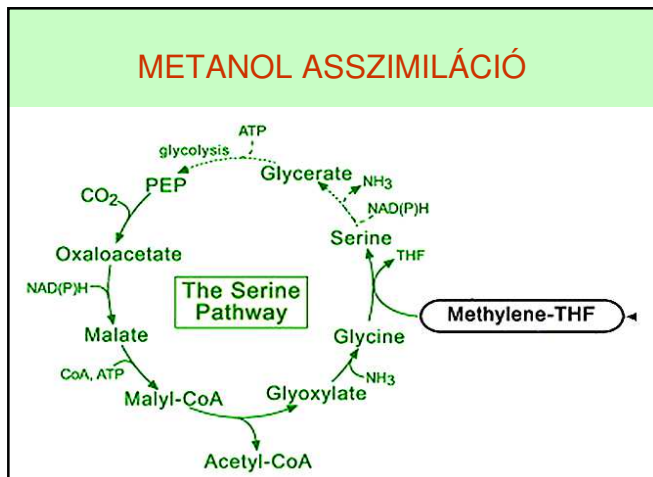 METANOL ASSZIMILÁCIÓ
ATP
glycolysis
Glycerate
PEP
NH₃
CO₂
NAD(P)H
Serine
Oxaloacetate
THF
NAD(P)H
The Serine
Pathway
Methylene-THF
Malate
Glycine
CoA, ATP
NH₃
Malyl-CoA
Glyoxylate
Acetyl-CoA